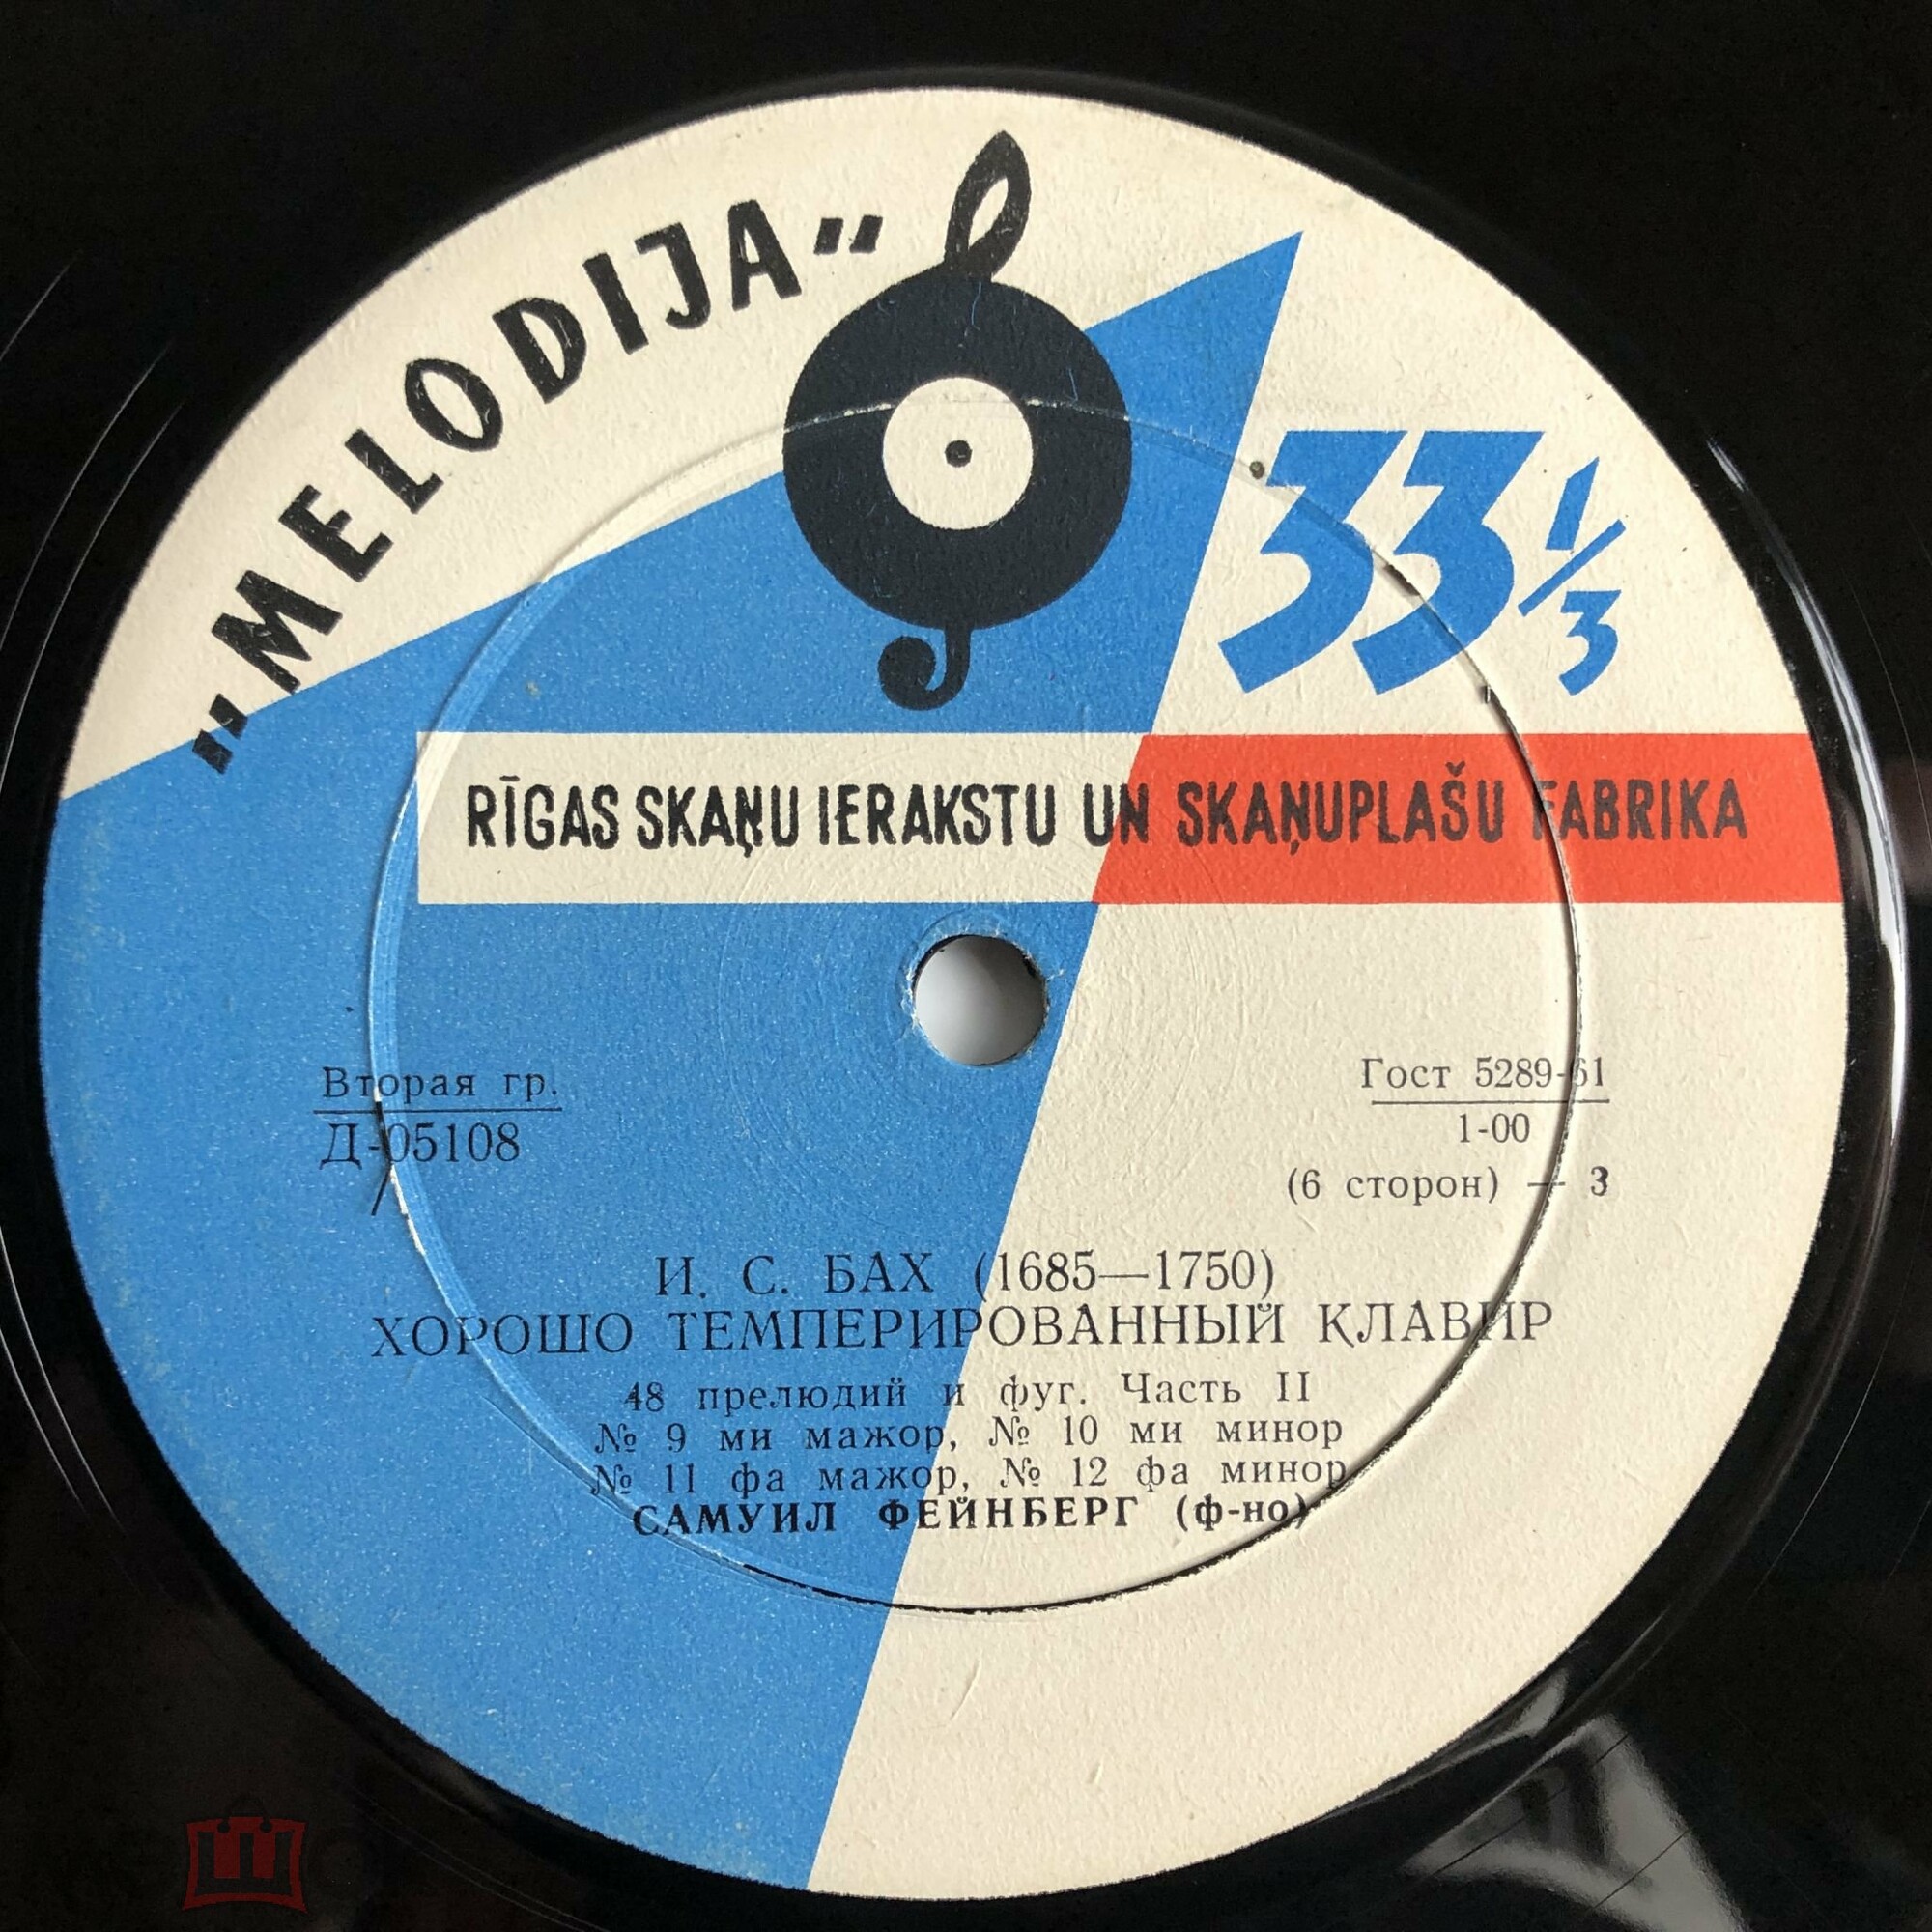 "MELODIJA"
33 1/3
RĪGAS SKAŅU IERAKSTU UN SKAŅUPLAŠU FABRIKA
Вторая гр.
Д-05108
Гост 5289-61
1-00
(6 сторон) — 3
И. С. БАХ (1685—1750)
ХОРОШО ТЕМПЕРИРОВАННЫЙ КЛАВИР
48 прелюдий и фуг. Часть II
№ 9 ми мажор, № 10 ми минор
№ 11 фа мажор, № 12 фа минор
САМУИЛ ФЕЙНБЕРГ (ф-но)